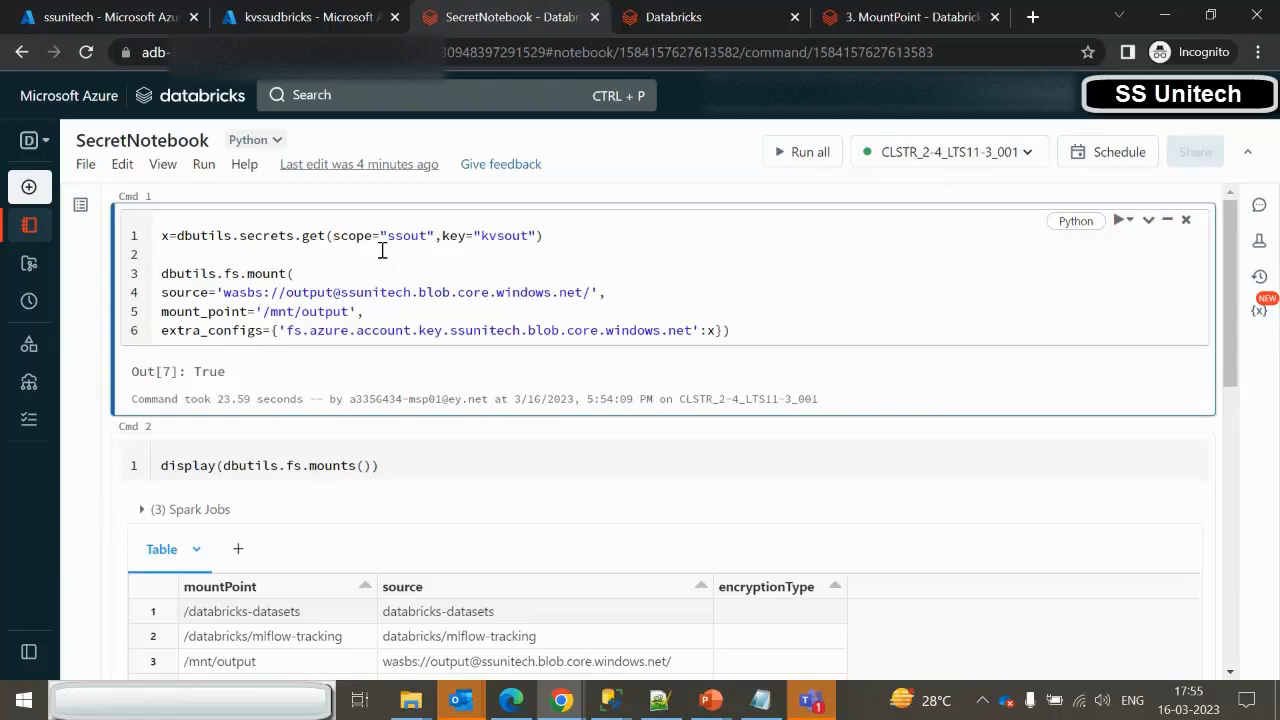 ssunitech - Microsoft Azure
kvssudbricks - Microsoft A
SecretNotebook - Datab
Databricks
3. MountPoint - Databric
adb-
30948397291529#notebook/1584157627613582/command/1584157627613583
Incognito
Microsoft Azure
databricks
Search
CTRL + P
SS Unitech
D
SecretNotebook
Python
File
Edit
View
Run
Help
Last edit was 4 minutes ago
Give feedback
Run all
CLSTR_2-4_LTS11-3_001
Schedule
Share
Cmd 1
Python
1 x=dbutils.secrets.get(scope="ssout",key="kvsout")
2
3 dbutils.fs.mount(
4 source='wasbs://output@ssunitech.blob.core.windows.net/',
5 mount_point='/mnt/output',
6 extra_configs={'fs.azure.account.key.ssunitech.blob.core.windows.net':x})
Out[7]: True
Command took 23.59 seconds -- by a3356434-msp01@ey.net at 3/16/2023, 5:54:09 PM on CLSTR_2-4_LTS11-3_001
NEW
{x}
Cmd 2
1 display(dbutils.fs.mounts())
(3) Spark Jobs
Table
+
mountPoint source encryptionType
1 /databricks-datasets databricks-datasets
2 /databricks/mlflow-tracking databricks/mlflow-tracking
3 /mnt/output wasbs://output@ssunitech.blob.core.windows.net/
1
28°C
ENG
17:55
16-03-2023